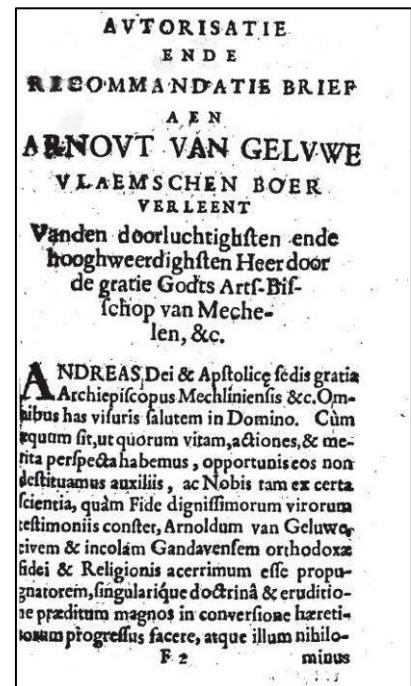 AVTORISATIE
ENDE
RECOMMANDATIE BRIEF
AEN
ARNOVT VAN GELVWE
VLAEMSCHEN BOER
VERLEENT
Vanden doorluchtighſten ende
hooghweerdighſten Heer door
de gratie Godts Artſ-Biſ-
ſchop van Meche-
len, &c.
ANDREAS, Dei & Apſtolicę ſedis gratia
Archiepiſcopus Mechlinienſis &c. Om-
nibus has viſuris ſalutem in Domino. Cùm
æquum ſit, ut quorum vitam, actiones, & me-
rita perſpecta habemus, opportunis eos non
deſtituamus auxiliis, ac Nobis tam ex certa
ſcientia, quàm Fide digniſſimorum virorum
teſtimoniis conſter, Arnoldum van Geluwe,
civem & incolam Gandavenſem orthodoxæ
fidei & Religionis acerrimum eſſe propu-
gnatorem, ſingularique doctrinâ & eruditio-
ne præditum magnos in converſione hæreti-
torum progreſſus facere, atque illum nihilo-
F 2 minus